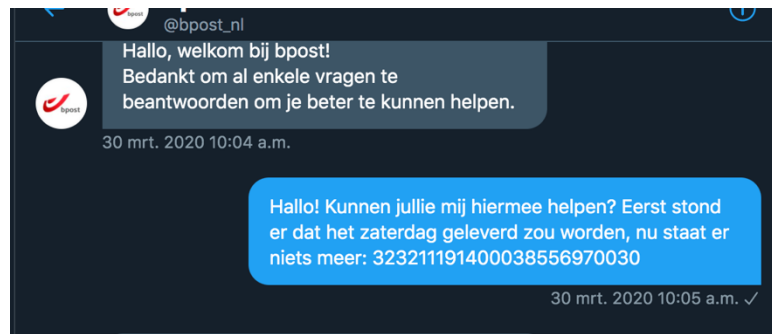 @bpost_nl
Hallo, welkom bij bpost!
Bedankt om al enkele vragen te
beantwoorden om je beter te kunnen helpen.
bpost
30 mrt. 2020 10:04 a.m.
Hallo! Kunnen jullie mij hiermee helpen? Eerst stond
er dat het zaterdag geleverd zou worden, nu staat er
niets meer: 323211191400038556970030
30 mrt. 2020 10:05 a.m.